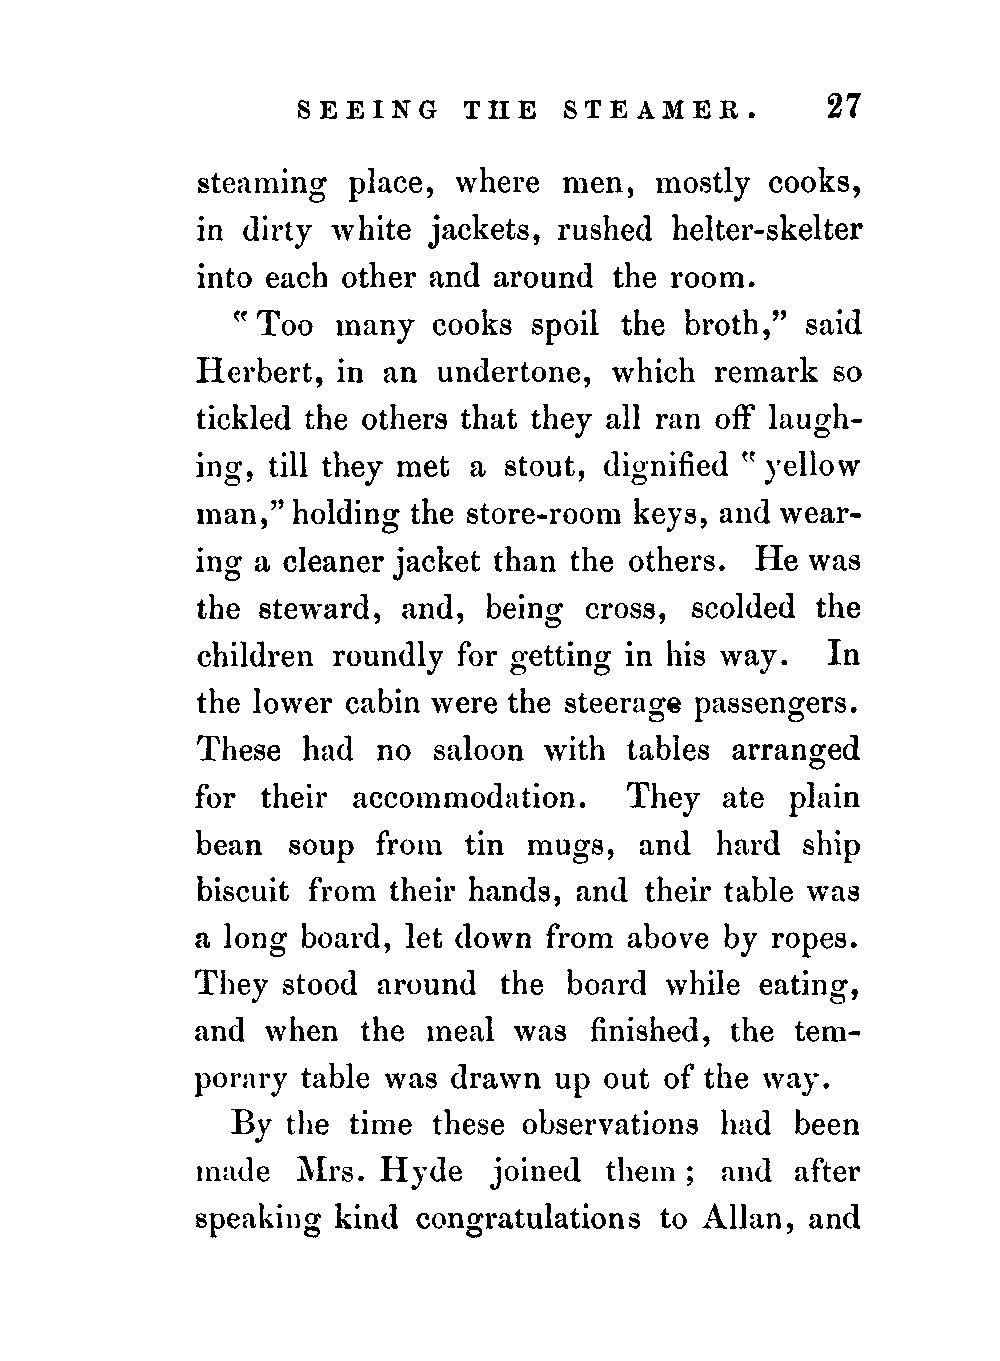 SEEING THE STEAMER. 27
steaming place, where men, mostly cooks,
in dirty white jackets, rushed helter-skelter
into each other and around the room.
"Too many cooks spoil the broth," said
Herbert, in an undertone, which remark so
tickled the others that they all ran off laugh-
ing, till they met a stout, dignified "yellow
man," holding the store-room keys, and wear-
ing a cleaner jacket than the others. He was
the steward, and, being cross, scolded the
children roundly for getting in his way. In
the lower cabin were the steerage passengers.
These had no saloon with tables arranged
for their accommodation. They ate plain
bean soup from tin mugs, and hard ship
biscuit from their hands, and their table was
a long board, let down from above by ropes.
They stood around the board while eating,
and when the meal was finished, the tem-
porary table was drawn up out of the way.
By the time these observations had been
made Mrs. Hyde joined them; and after
speaking kind congratulations to Allan, and